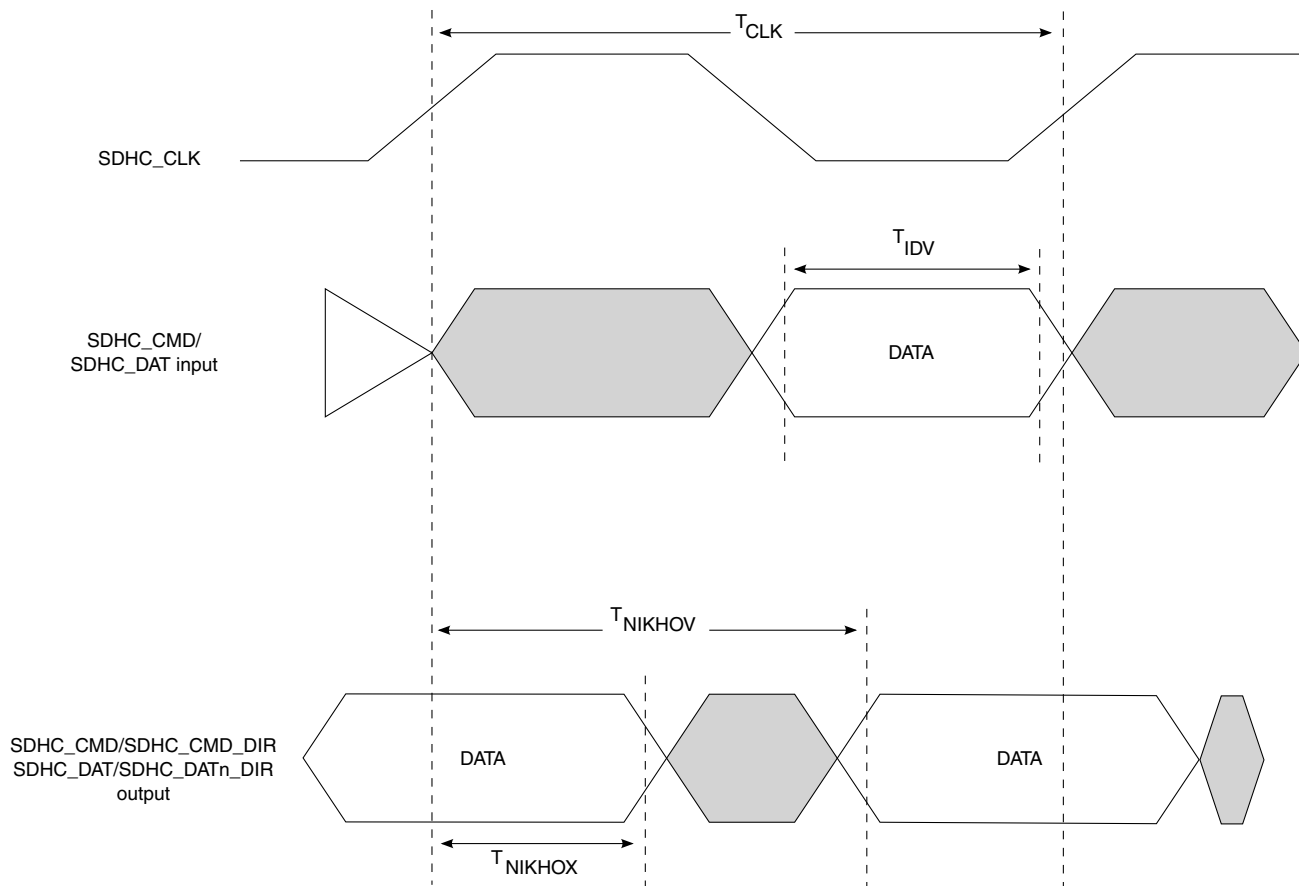 TCLK
SDHC_CLK
TIDV
SDHC_CMD/
SDHC_DAT input
DATA
TNIKHOV
SDHC_CMD/SDHC_CMD_DIR
SDHC_DAT/SDHC_DATn_DIR
output
DATA
DATA
TNIKHOX